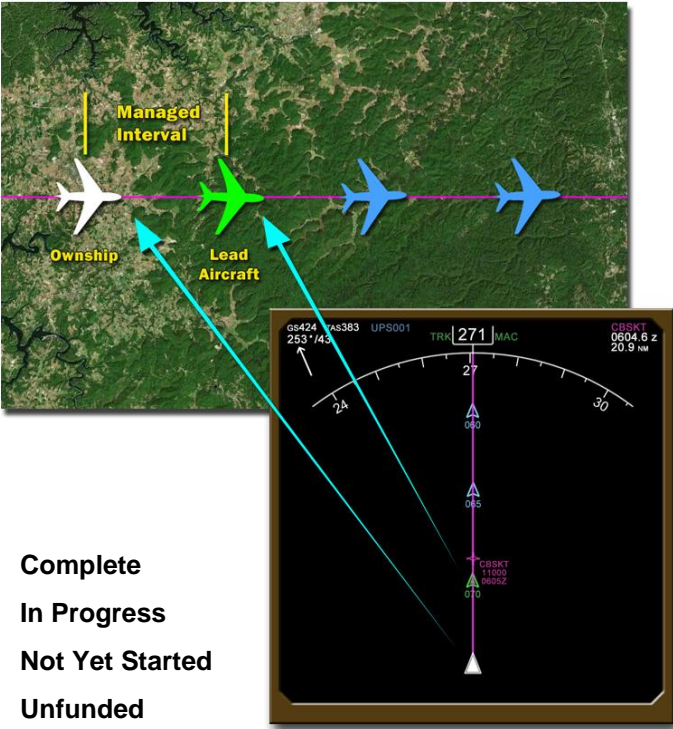 Managed
Interval
Ownship
Lead
Aircraft
GS424 TAS383 UPS001
253°/43
TRK 271 MAC
CBSKT
0604.6 z
20.9 NM
27
24
30
060
065
CBSKT
11000
0605Z
070
Complete
In Progress
Not Yet Started
Unfunded